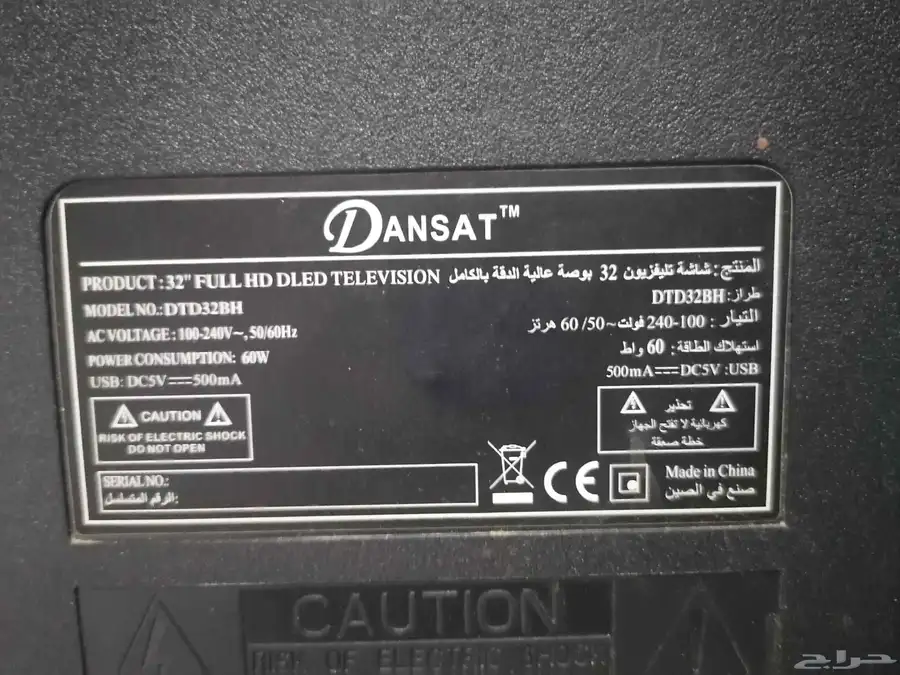 DANSAT™
PRODUCT: 32" FULL HD DLED TELEVISION المنتج: شاشة تليفزيون 32 بوصة عالية الدقة بالكامل
MODEL NO.: DTD32BH
طراز: DTD32BH
AC VOLTAGE: 100-240V~, 50/60Hz
التيار: 100-240 فولت~ 50/ 60 هرتز
POWER CONSUMPTION: 60W
استهلاك الطاقة: 60 واط
USB: DC5V⎓500mA
500mA⎓DC5V :USB
CAUTION
RISK OF ELECTRIC SHOCK
DO NOT OPEN
تحذير
كهربائية لا تفتح الجهاز
خطة صعقة
SERIAL NO.:
الرقم المتسلسل:
CE
Made in China
صنع في الصين
CAUTION
RISK OF ELECTRIC SHOCK
حراج